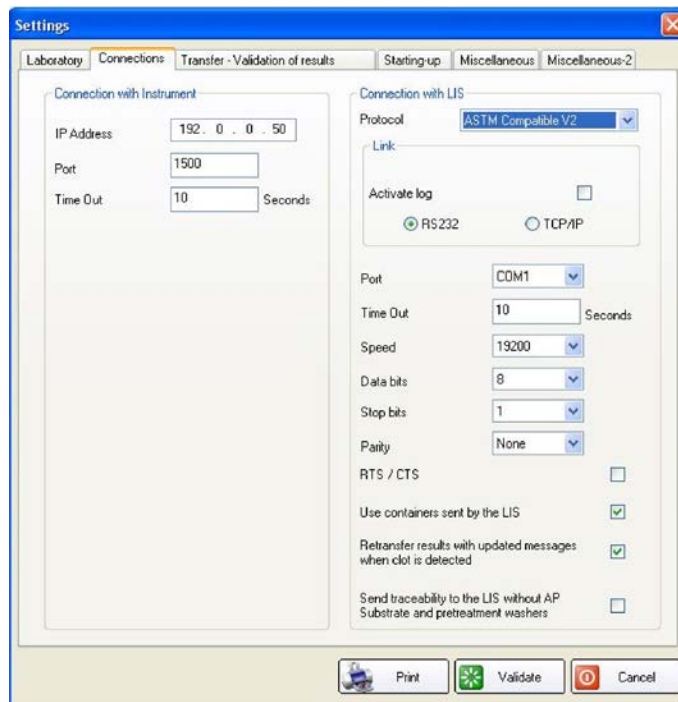 Settings
Laboratory Connections Transfer - Validation of results Starting-up Miscellaneous Miscellaneous-2
Connection with Instrument
IP Address 192. 0 . 0 . 50
Port 1500
Time Out 10 Seconds
Connection with LIS
Protocol ASTM Compatible V2
Link
Activate log
RS232 TCP/IP
Port COM1
Time Out 10 Seconds
Speed 19200
Data bits 8
Stop bits 1
Parity None
RTS / CTS
Use containers sent by the LIS
Retransfer results with updated messages
when clot is detected
Send traceability to the LIS without AP
Substrate and pretreatment washers
Print Validate Cancel